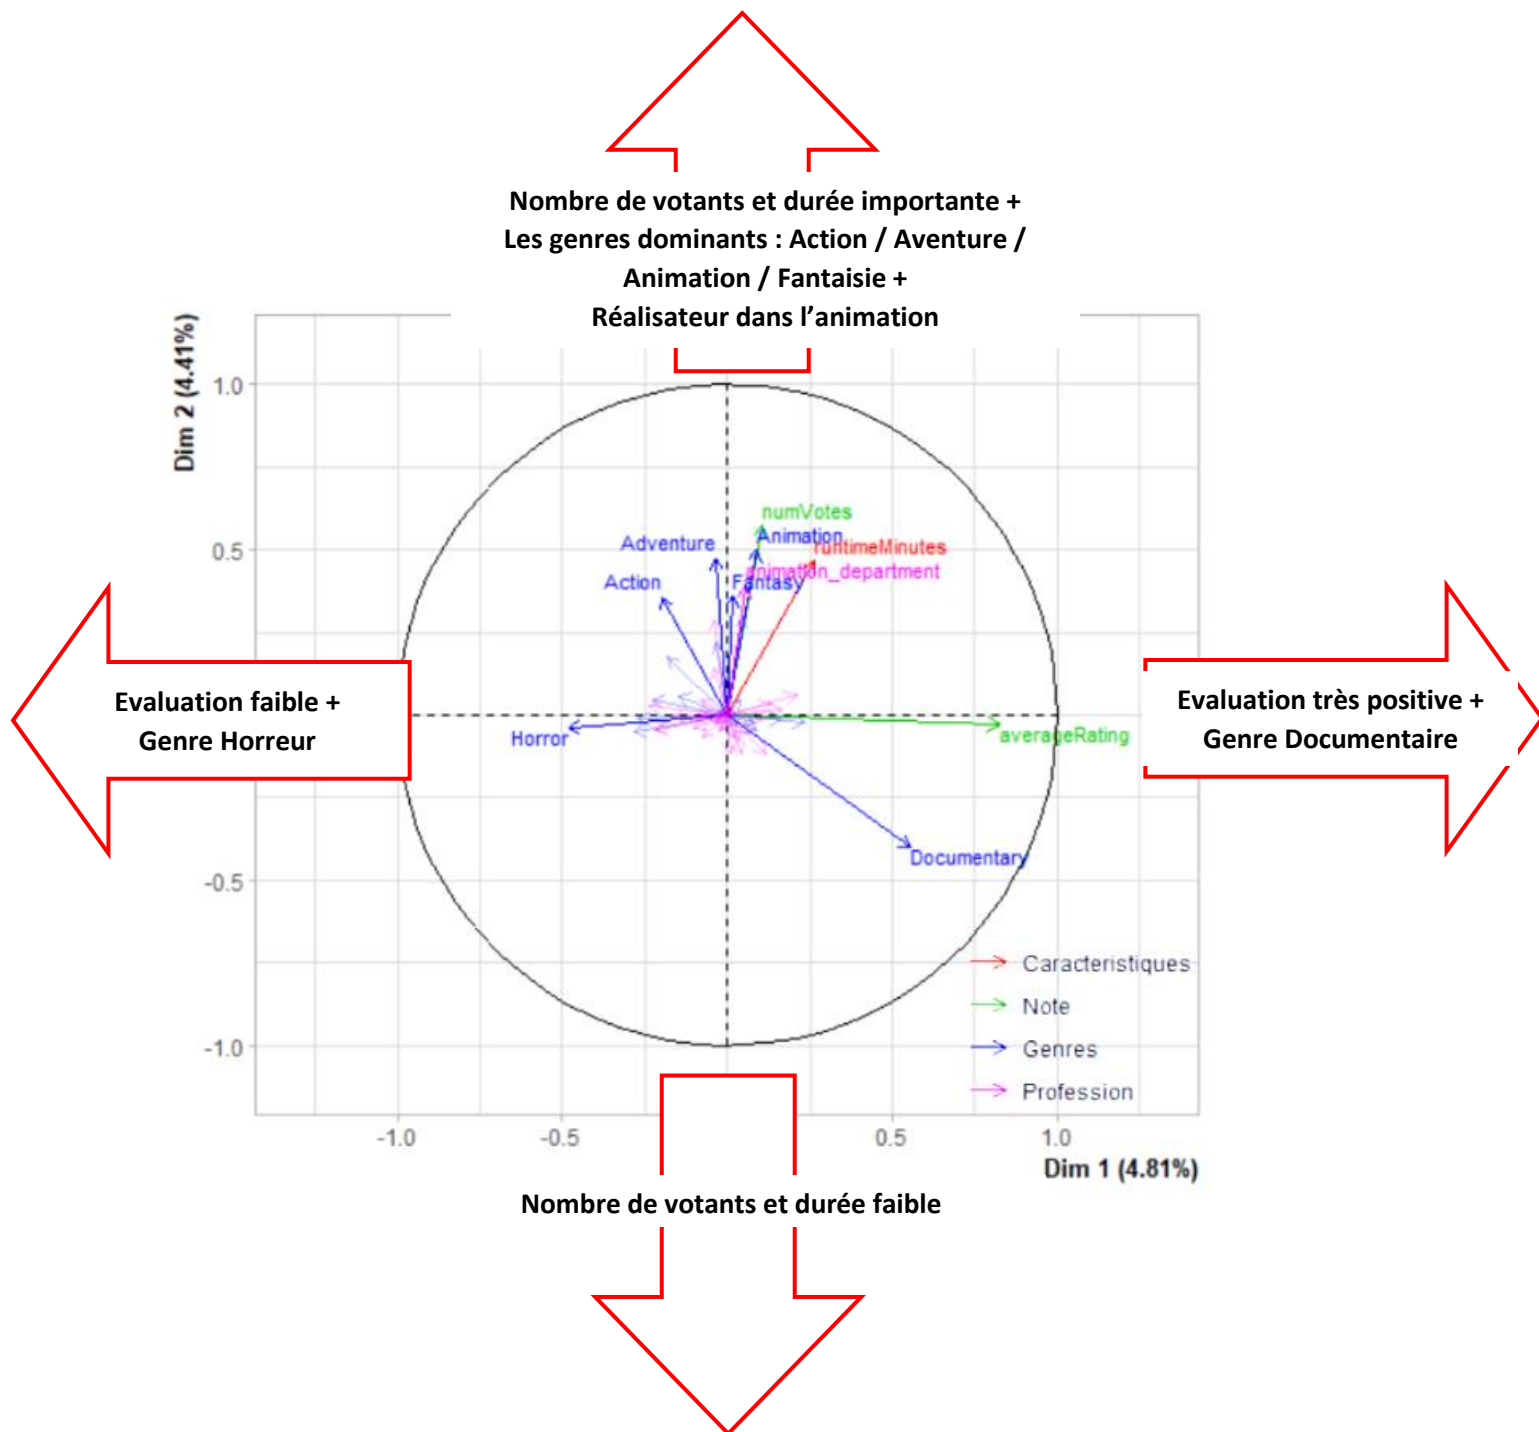 Nombre de votants et durée importante +
Les genres dominants : Action / Aventure /
Animation / Fantaisie +
Réalisateur dans l’animation
Dim 2 (4.41%)
1.0
0.5
-0.5
-1.0
numVotes
Animation
Adventure
runtimeMinutes
animation_department
Action
Fantasy
Evaluation faible +
Genre Horreur
Horror
averageRating
Evaluation très positive +
Genre Documentaire
Documentary
Caracteristiques
Note
Genres
Profession
-1.0
-0.5
0.5
1.0
Dim 1 (4.81%)
Nombre de votants et durée faible